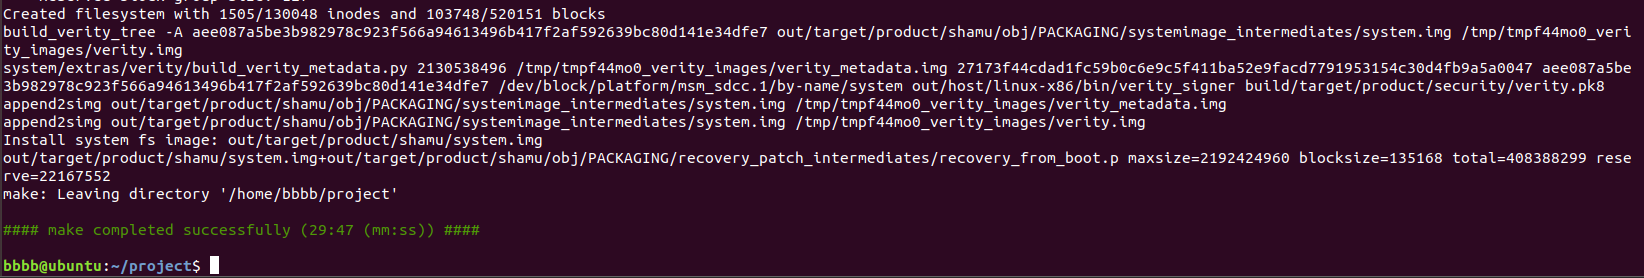 Created filesystem with 1505/130048 inodes and 103748/520151 blocks
build_verity_tree -A aee087a5be3b982978c923f566a94613496b417f2af592639bc80d141e34dfe7 out/target/product/shamu/obj/PACKAGING/systemimage_intermediates/system.img /tmp/tmpf44mo0_veri
ty_images/verity.img
system/extras/verity/build_verity_metadata.py 2130538496 /tmp/tmpf44mo0_verity_images/verity_metadata.img 27173f44cdad1fc59b0c6e9c5f411ba52e9facd7791953154c30d4fb9a5a0047 aee087a5be
3b982978c923f566a94613496b417f2af592639bc80d141e34dfe7 /dev/block/platform/msm_sdcc.1/by-name/system out/host/linux-x86/bin/verity_signer build/target/product/security/verity.pk8
append2simg out/target/product/shamu/obj/PACKAGING/systemimage_intermediates/system.img /tmp/tmpf44mo0_verity_images/verity_metadata.img
append2simg out/target/product/shamu/obj/PACKAGING/systemimage_intermediates/system.img /tmp/tmpf44mo0_verity_images/verity.img
Install system fs image: out/target/product/shamu/system.img
out/target/product/shamu/system.img+out/target/product/shamu/obj/PACKAGING/recovery_patch_intermediates/recovery_from_boot.p maxsize=2192424960 blocksize=135168 total=408388299 rese
rve=22167552
make: Leaving directory '/home/bbbb/project'
#### make completed successfully (29:47 (mm:ss)) ####
bbbb@ubuntu:~/project$